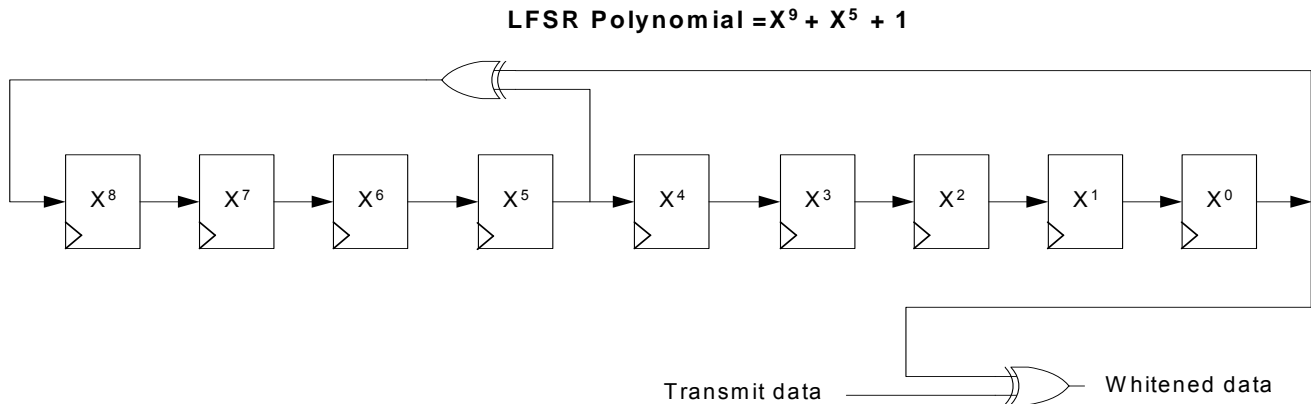 LFSR Polynomial =X⁹ + X⁵ + 1
X⁸ X⁷ X⁶ X⁵ X⁴ X³ X² X¹ X⁰
Transmit data
Whitened data